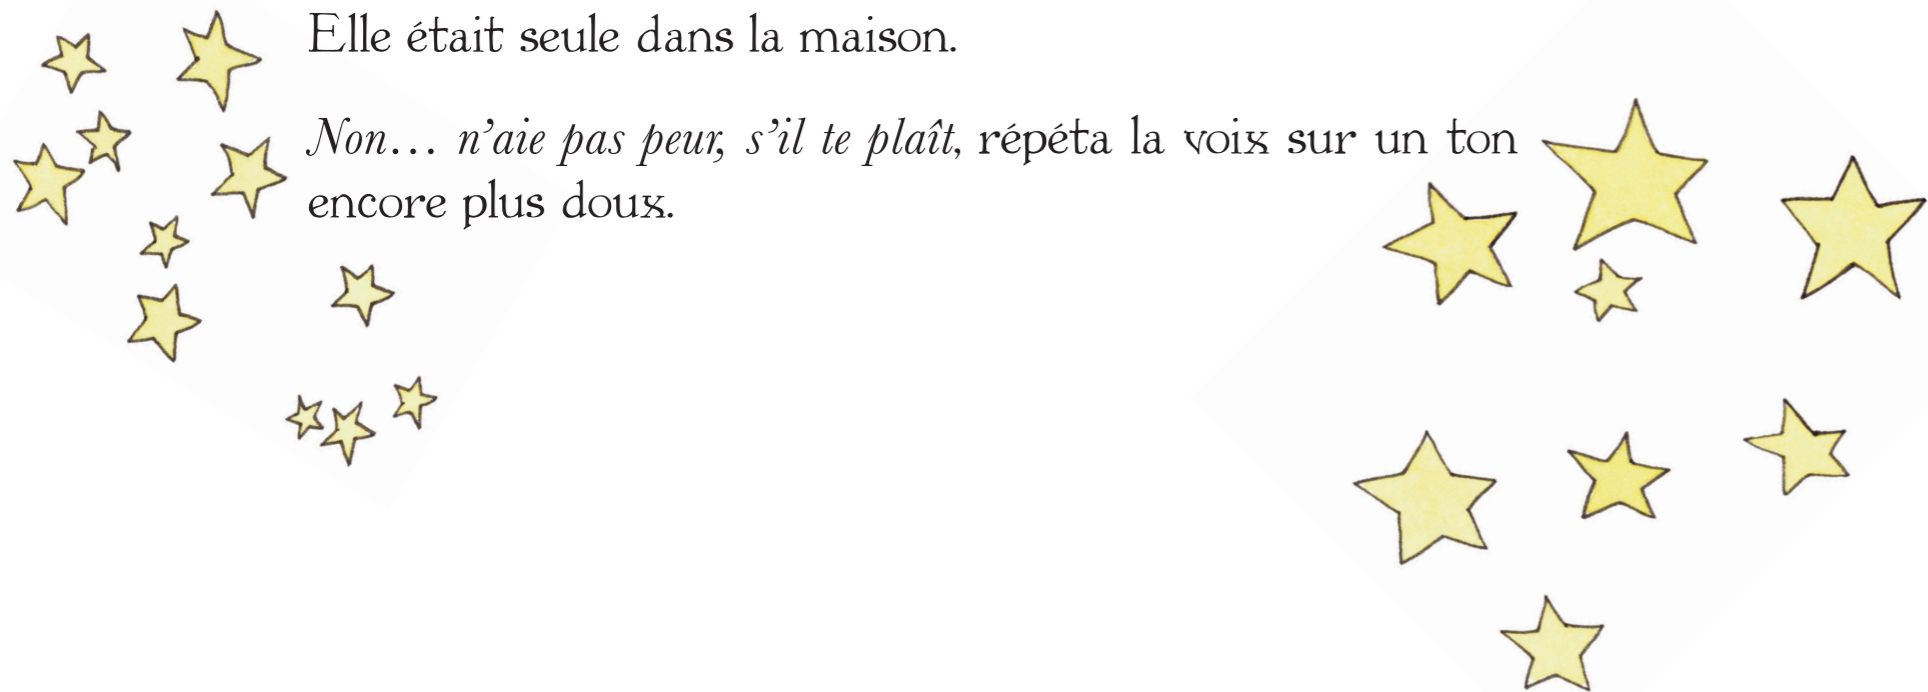 Elle était seule dans la maison.
Non… n’aie pas peur, s’il te plaît, répéta la voix sur un ton
encore plus doux.